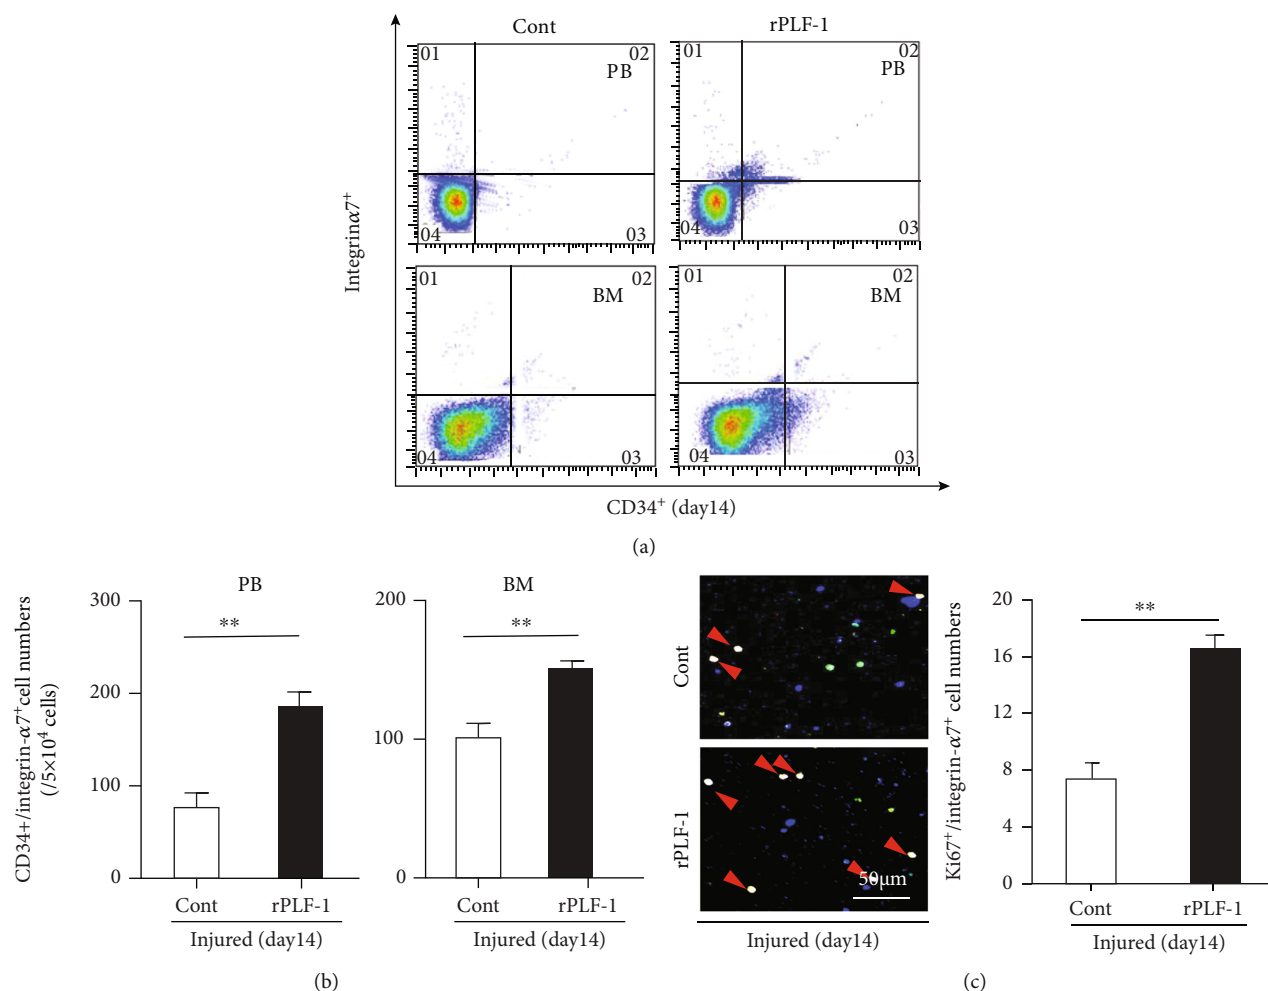 Cont
rPLF-1
01
02
PB
04
03
01
02
PB
04
03
Integrinα7⁺
01
02
BM
04
03
01
02
BM
04
03
CD34⁺ (day14)
(a)
CD34+/integrin-α7⁺cell numbers
(/5×10⁴ cells)
PB
300
200
100
0
**
Cont
rPLF-1
Injured (day14)
BM
200
100
0
**
Cont
rPLF-1
Injured (day14)
(b)
Cont
rPLF-1
50μm
Injured (day14)
Ki67⁺/integrin-α7⁺ cell numbers
20
16
12
8
4
0
**
Cont
rPLF-1
Injured (day14)
(c)